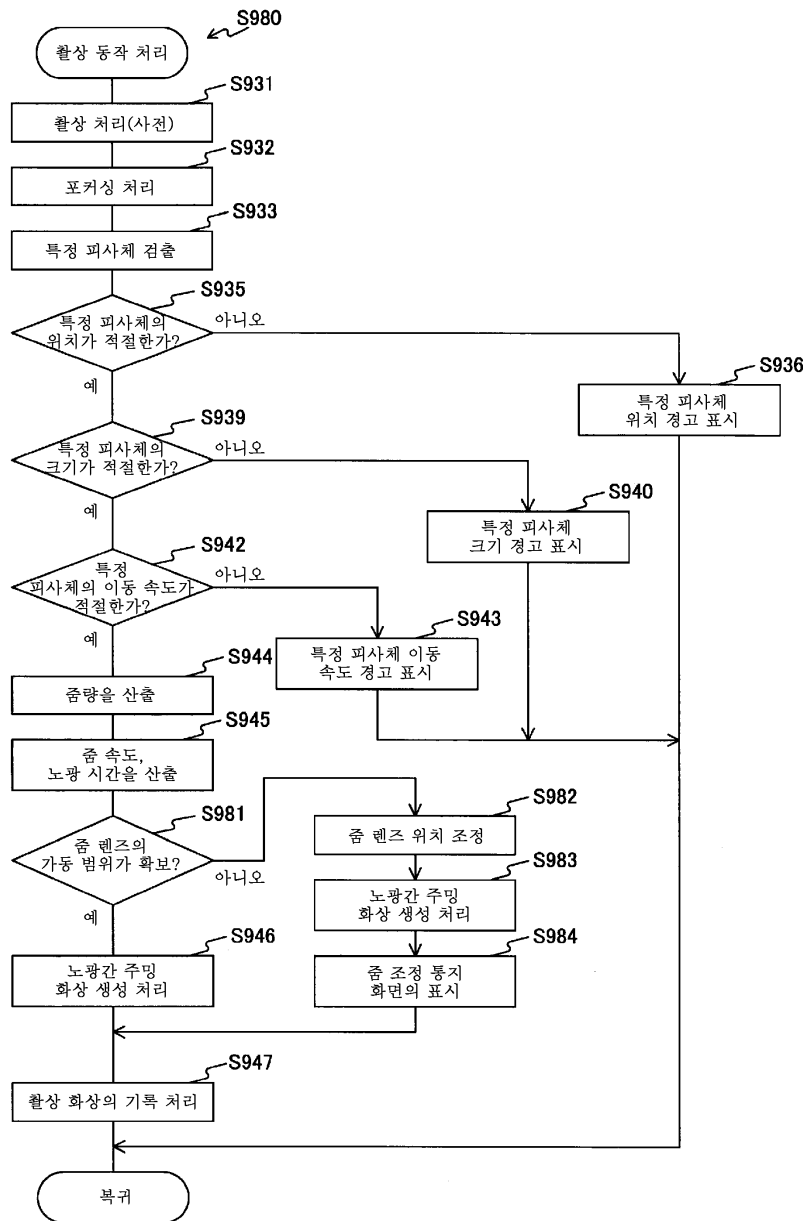 S980
촬상 동작 처리
S931
촬상 처리(사전)
S932
포커싱 처리
S933
특정 피사체 검출
S935
특정 피사체의
위치가 적절한가?
아니오
예
S936
특정 피사체
위치 경고 표시
S939
특정 피사체의
크기가 적절한가?
아니오
예
S940
특정 피사체
크기 경고 표시
S942
특정
피사체의 이동 속도가
적절한가?
아니오
예
S943
특정 피사체 이동
속도 경고 표시
S944
줌량을 산출
S945
줌 속도,
노광 시간을 산출
S981
줌 렌즈의
가동 범위가 확보?
아니오
예
S982
줌 렌즈 위치 조정
S983
노광간 주밍
화상 생성 처리
S946
노광간 주밍
화상 생성 처리
S984
줌 조정 통지
화면의 표시
S947
촬상 화상의 기록 처리
복귀